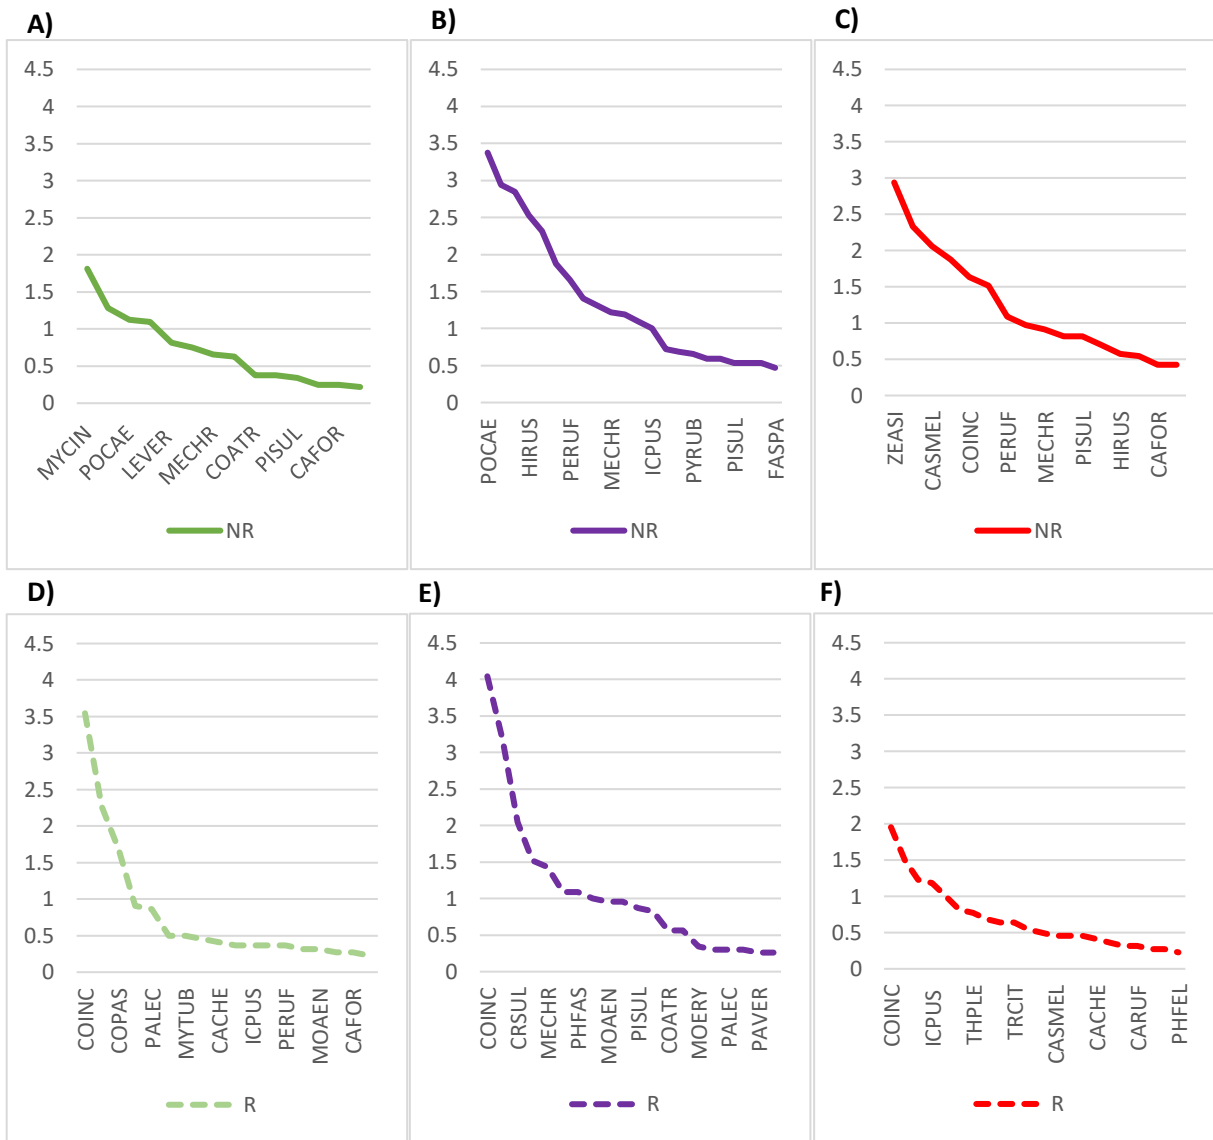 A)
4.5
4
3.5
3
2.5
2
1.5
1
0.5
0
MYCIN
POCAE
LEVER
MECHR
COATR
PISUL
CAFOR
NR
B)
4.5
4
3.5
3
2.5
2
1.5
1
0.5
0
POCAE
HIRUS
PERUF
MECHR
ICPUS
PYRUB
PISUL
FASPA
NR
C)
4.5
4
3.5
3
2.5
2
1.5
1
0.5
0
ZEASI
CASMEL
COINC
PERUF
MECHR
PISUL
HIRUS
CAFOR
NR
D)
4.5
4
3.5
3
2.5
2
1.5
1
0.5
0
COINC
COPAS
PALEC
MYTUB
CACHE
ICPUS
PERUF
MOAEN
CAFOR
R
E)
4.5
4
3.5
3
2.5
2
1.5
1
0.5
0
COINC
CRSUL
MECHR
PHFAS
MOAEN
PISUL
COATR
MOERY
PALEC
PAVER
R
F)
4.5
4
3.5
3
2.5
2
1.5
1
0.5
0
COINC
ICPUS
THPLE
TRCIT
CASMEL
CACHE
CARUF
PHFEL
R